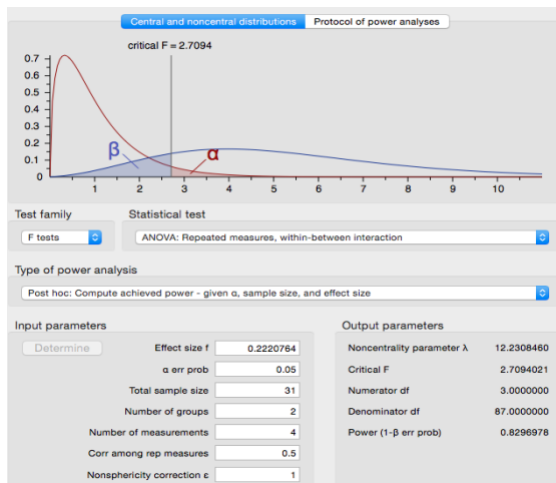 Central and noncentral distributions Protocol of power analyses
critical F = 2.7094
0.7
0.6
0.5
0.4
0.3
0.2
0.1
0
β α
1 2 3 4 5 6 7 8 9 10
Test family Statistical test
F tests ANOVA: Repeated measures, within-between interaction
Type of power analysis
Post hoc: Compute achieved power - given α, sample size, and effect size
Input parameters Output parameters
Determine Effect size f 0.2220764 Noncentrality parameter λ 12.2308460
α err prob 0.05 Critical F 2.7094021
Total sample size 31 Numerator df 3.0000000
Number of groups 2 Denominator df 87.0000000
Number of measurements 4 Power (1-β err prob) 0.8296978
Corr among rep measures 0.5
Nonsphericity correction ε 1